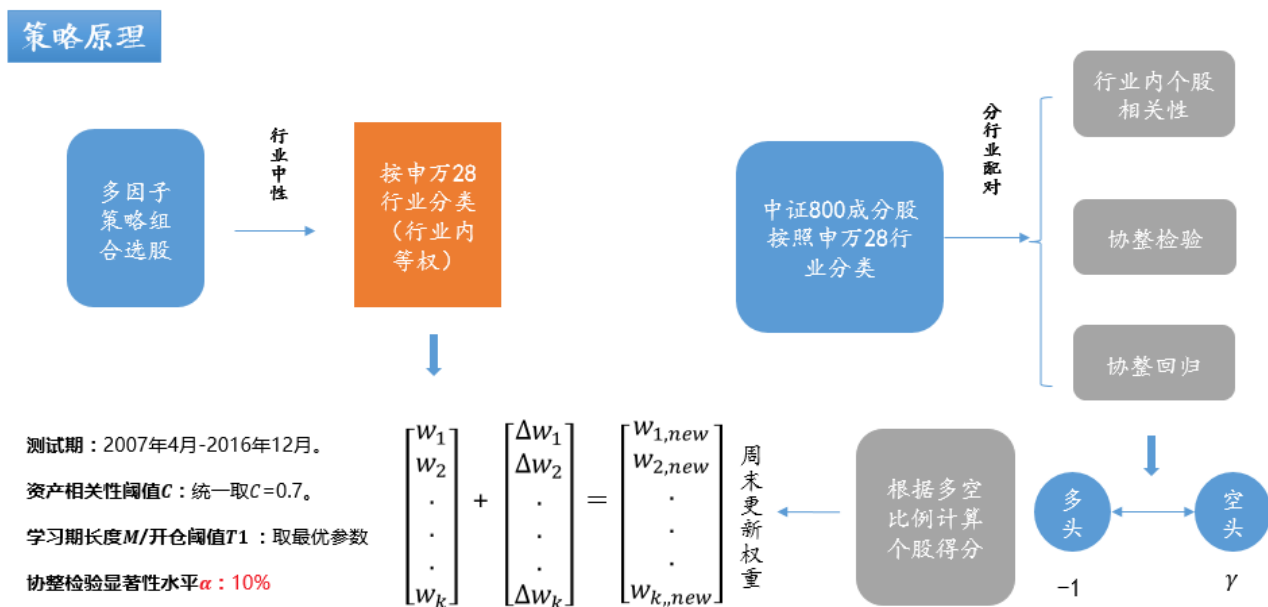 策略原理
多因子
策略组
合选股
行业中性
按申万28
行业分类
（行业内
等权）
中证800成分股
按照申万28行
业分类
分行业配对
行业内个股
相关性
协整检验
协整回归
多头
空头
−1
γ
根据多空
比例计算
个股得分
周末更新权重
测试期：2007年4月-2016年12月。
资产相关性阈值C：统一取C=0.7。
学习期长度M/开仓阈值T1 ：取最优参数
协整检验显著性水平α：10%
w₁ Δw₁ w₁,new
w₂ + Δw₂ = w₂,new
. . .
. . .
. . .
wₖ Δwₖ wₖ,,new